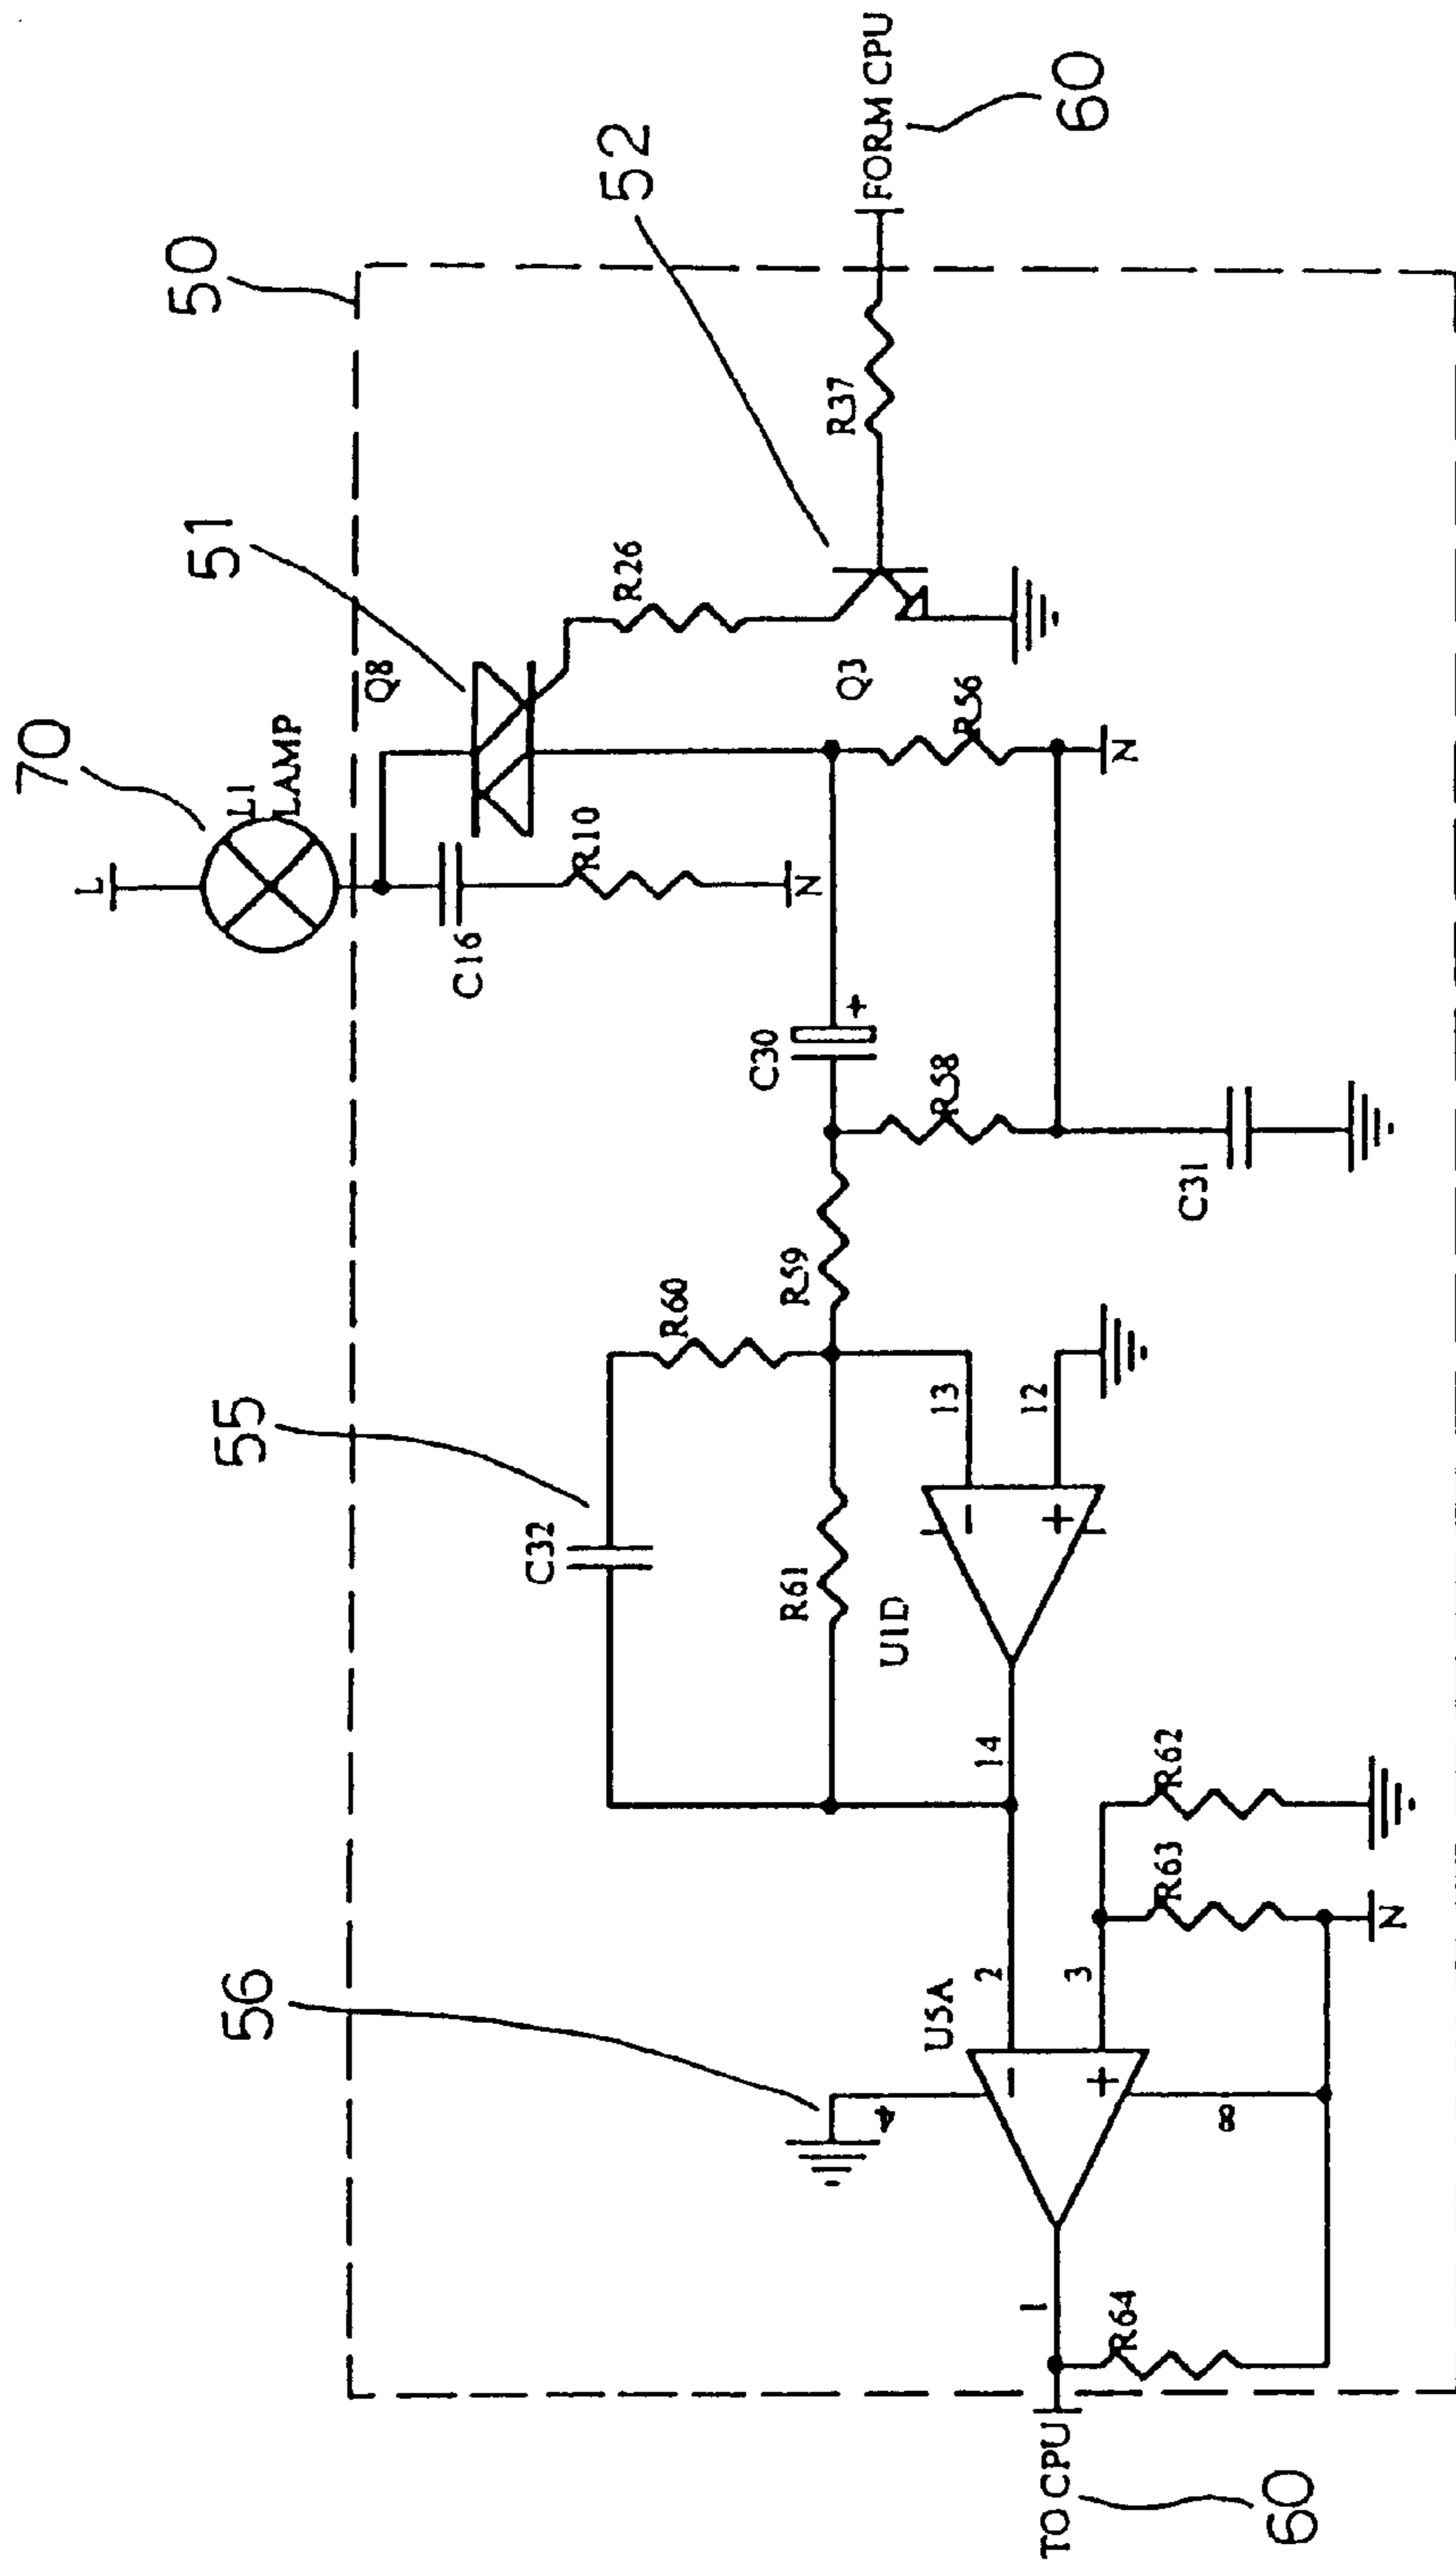 70
L
L1
LAMP
50
51
Q8
C16
R10
R26
52
Q3
R37
FORM CPU
60
N
R56
N
C30
+
R58
C31
55
C32
R60
R59
R61
U1D
13
12
−
+
14
56
U5A
4
2
3
−
+
8
R63
R62
N
1
R64
TO CPU
60